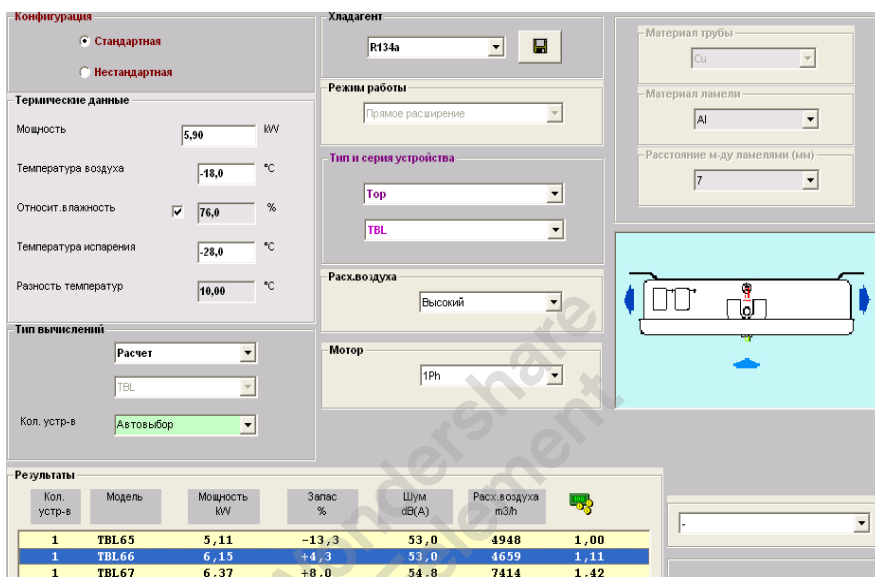 Конфигурация
Стандартная
Нестандартная
Термические данные
Мощность 5,90 kW
Температура воздуха -18,0 °C
Относит.влажность 76,0 %
Температура испарения -28,0 °C
Разность температур 10,00 °C
Тип вычислений
Расчет
TBL
Кол. устр-в Автовыбор
Хладагент
R134a
Режим работы
Прямое расширение
Тип и серия устройства
Top
TBL
Расх.воздуха
Высокий
Мотор
1Ph
Материал трубы
Cu
Материал ламели
Al
Расстояние м-ду ламелями (мм)
7
Результаты
Кол. Модель Мощность Запас Шум Расх.воздуха
устр-в kW % dB(A) m3/h
1 TBL65 5,11 -13,3 53,0 4948 1,00
1 TBL66 6,15 +4,3 53,0 4659 1,11
1 TBL67 6,37 +8,0 54,8 7414 1,42
-
Wondershare
Element